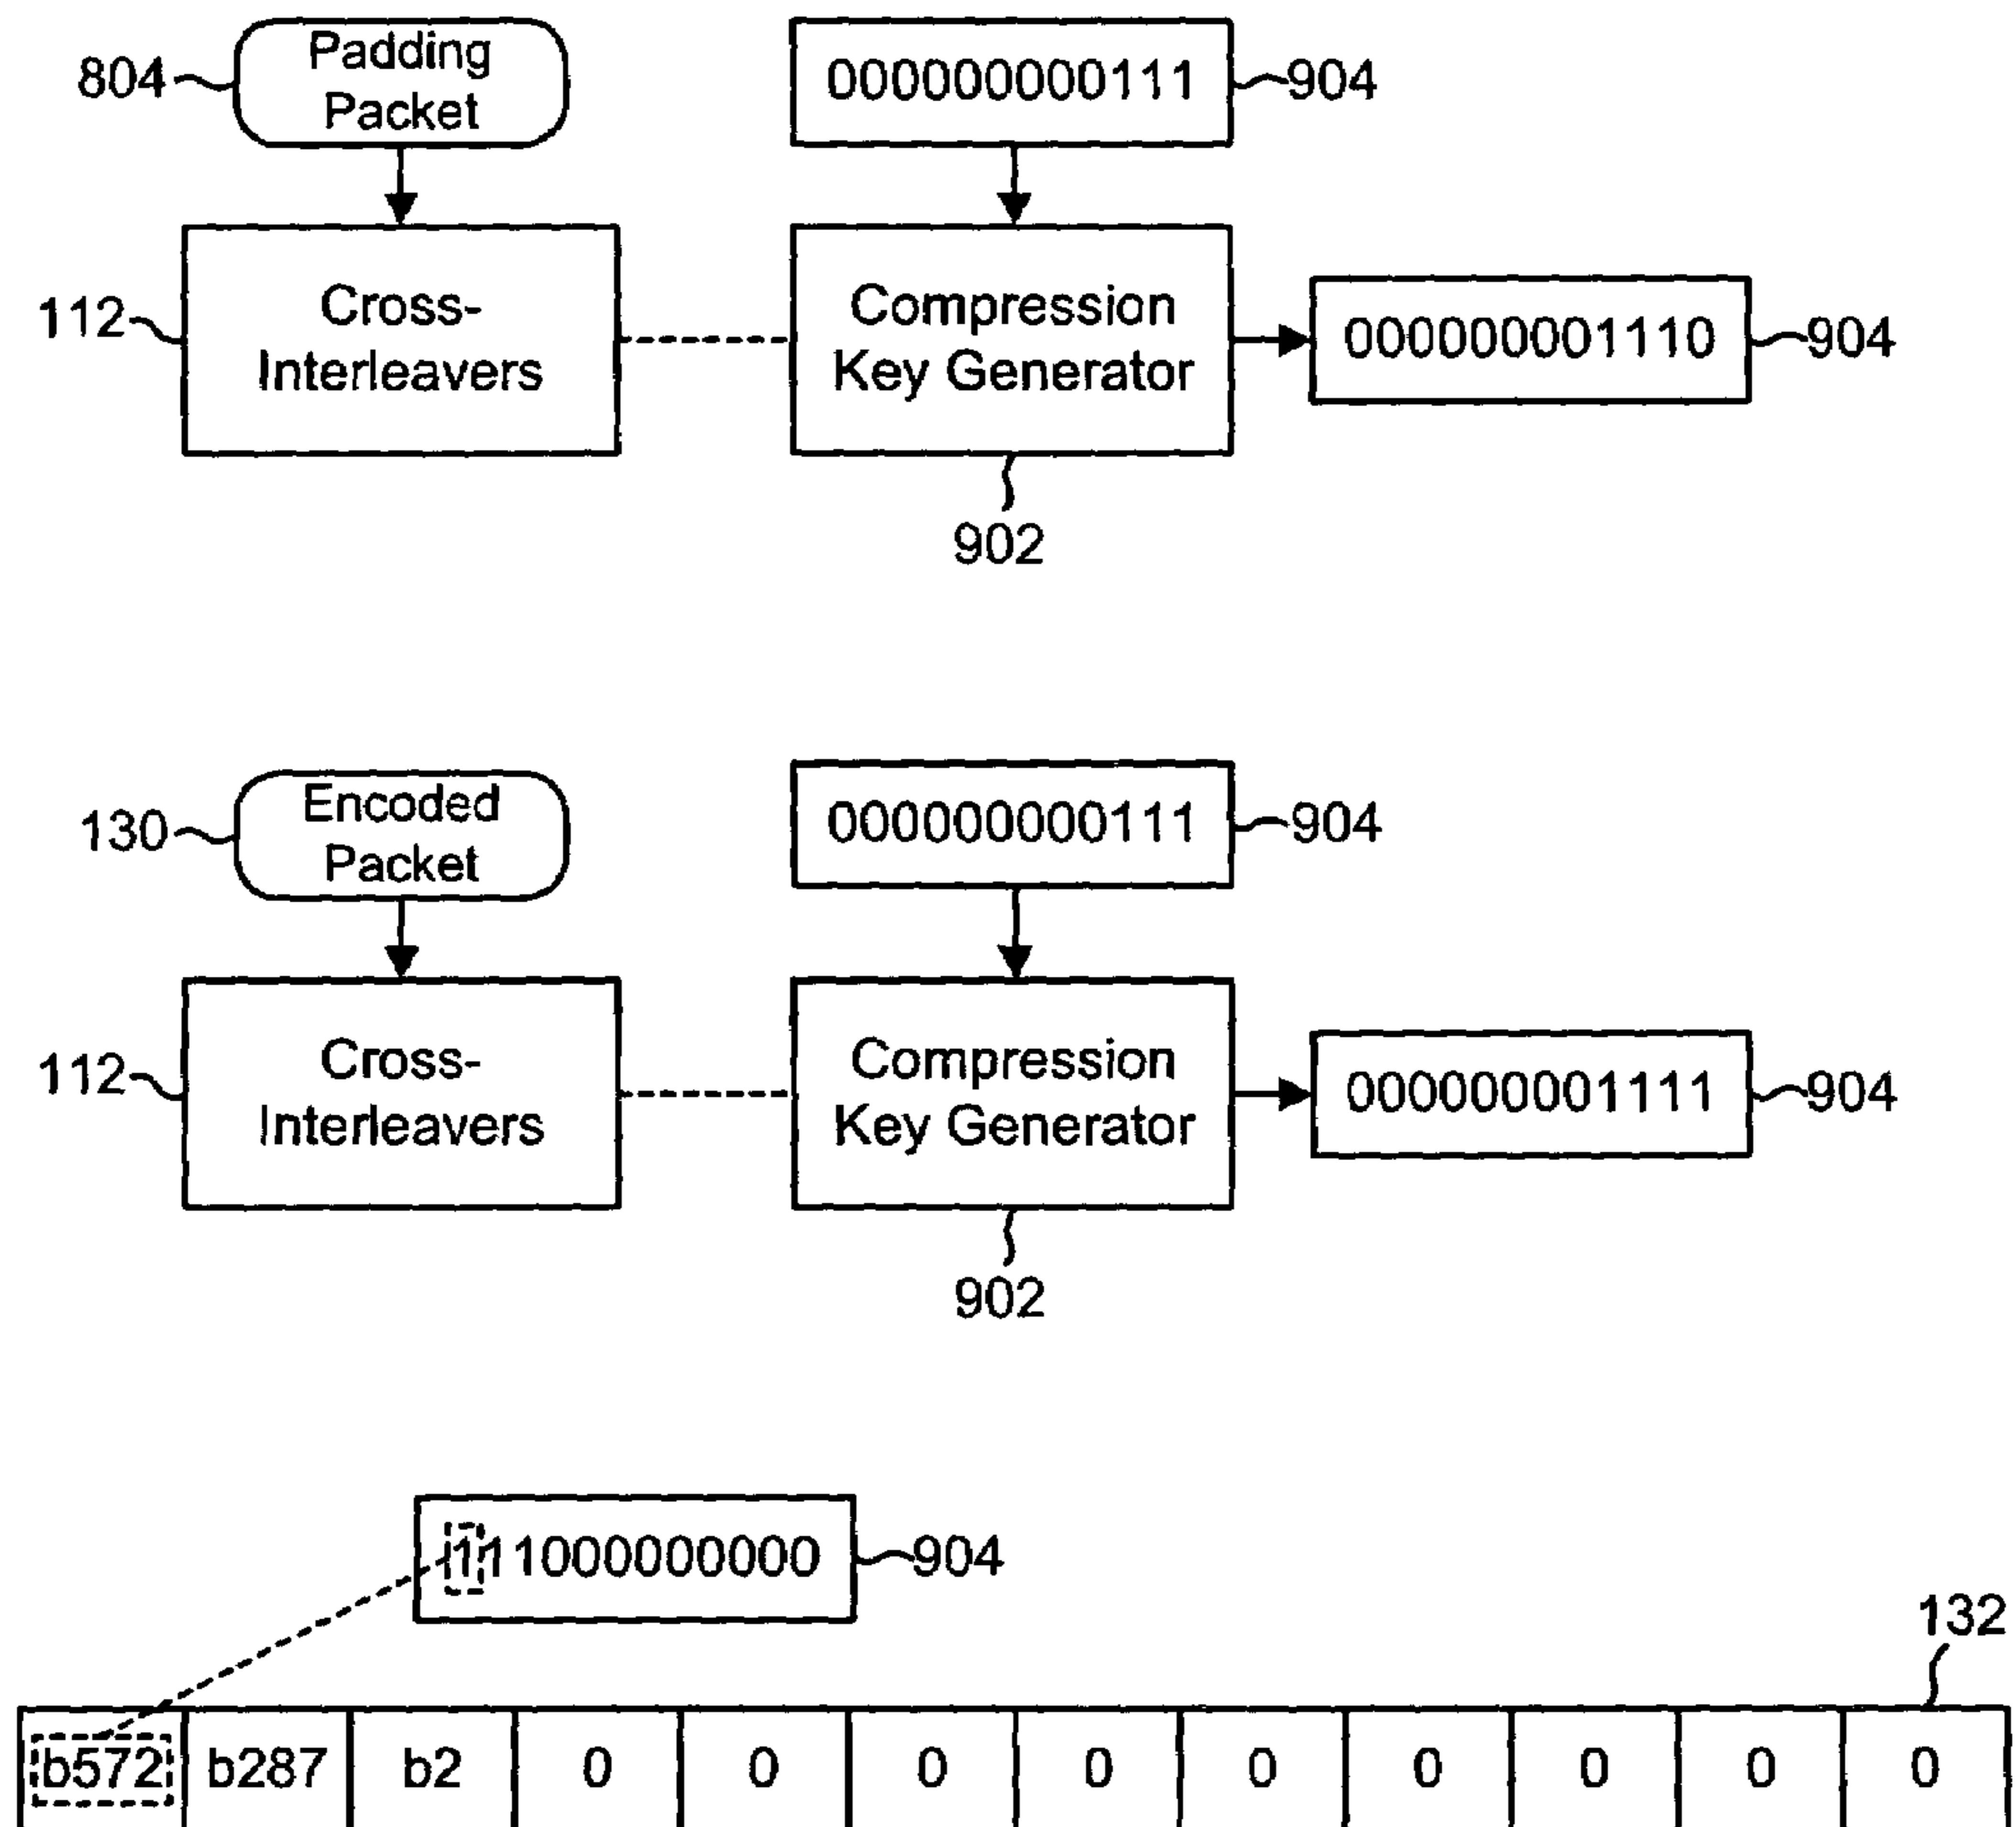 804
Padding
Packet
000000000111
904
112
Cross-
Interleavers
Compression
Key Generator
000000001110
904
902
130
Encoded
Packet
000000000111
904
112
Cross-
Interleavers
Compression
Key Generator
000000001111
904
902
111000000000
904
132
b572 b287 b2 0 0 0 0 0 0 0 0 0